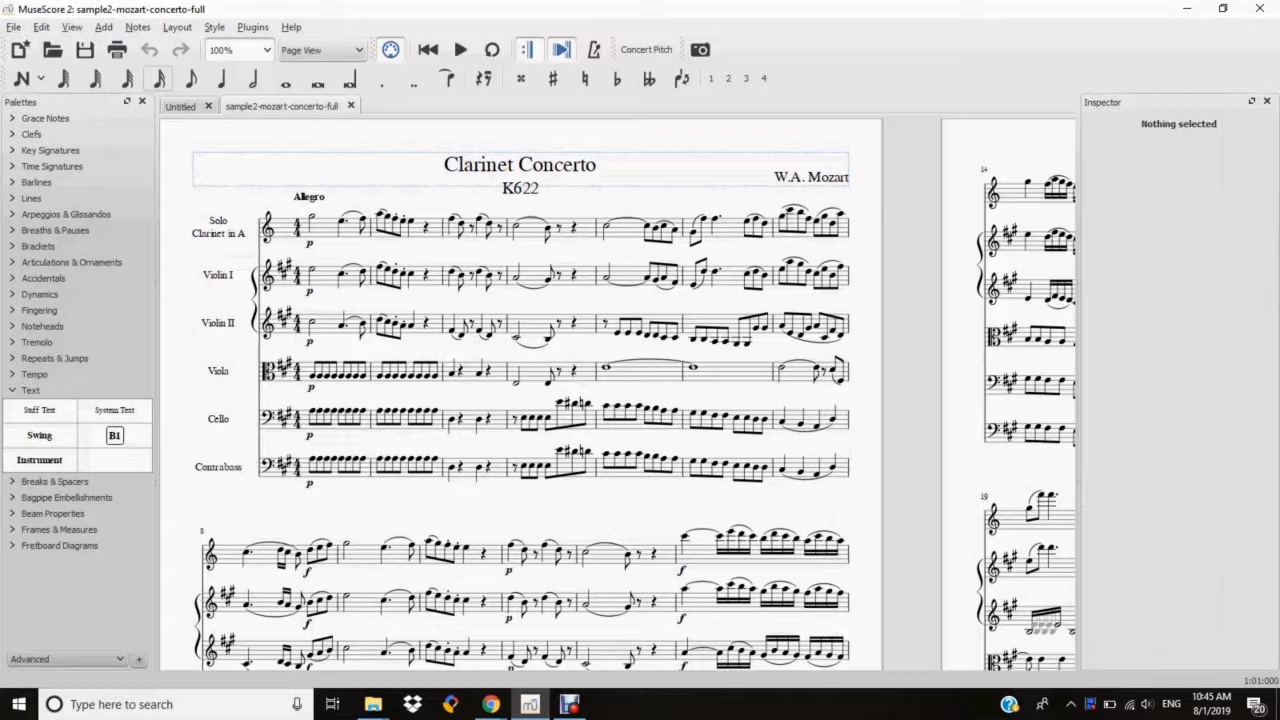 MuseScore 2: sample2-mozart-concerto-full
File Edit View Add Notes Layout Style Plugins Help
100% Page View Concert Pitch
1 2 3 4
Palettes
Grace Notes
Clefs
Key Signatures
Time Signatures
Barlines
Lines
Arpeggios & Glissandos
Breaths & Pauses
Brackets
Articulations & Ornaments
Accidentals
Dynamics
Fingering
Noteheads
Tremolo
Repeats & Jumps
Tempo
Text
Staff Text System Text
Swing B1
Instrument
Breaks & Spacers
Bagpipe Embellishments
Beam Properties
Frames & Measures
Fretboard Diagrams
Advanced +
Untitled sample2-mozart-concerto-full
Clarinet Concerto
K622
W.A. Mozart
Allegro
Solo
Clarinet in A
p
Violin I
p
Violin II
p
Viola
p
Cello
p
Contrabass
p
8
f p f
f p f
f p f
14
19
Inspector
Nothing selected
1:01:000
Type here to search
ENG
10:45 AM
8/1/2019
20